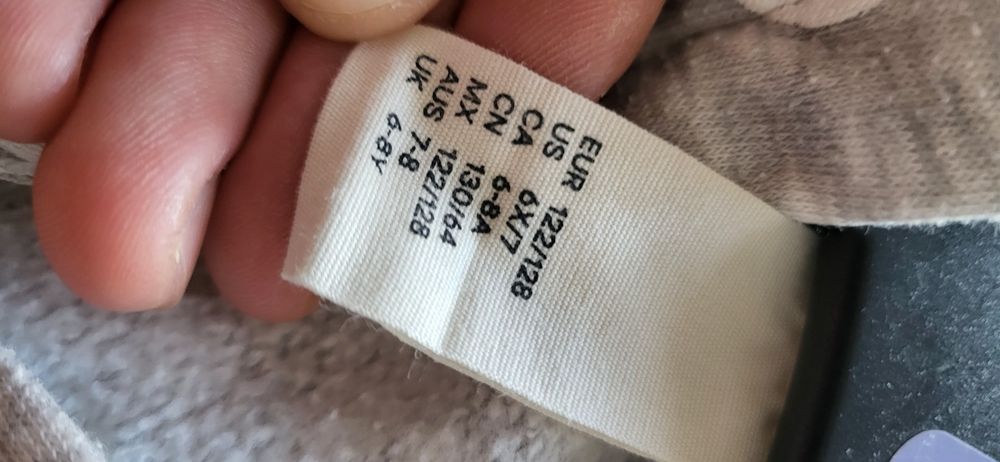 EUR 122/128
US 6X/7
CA 6-8A
CN 130/64
MX 122/128
AUS 7-8
UK 6-8Y